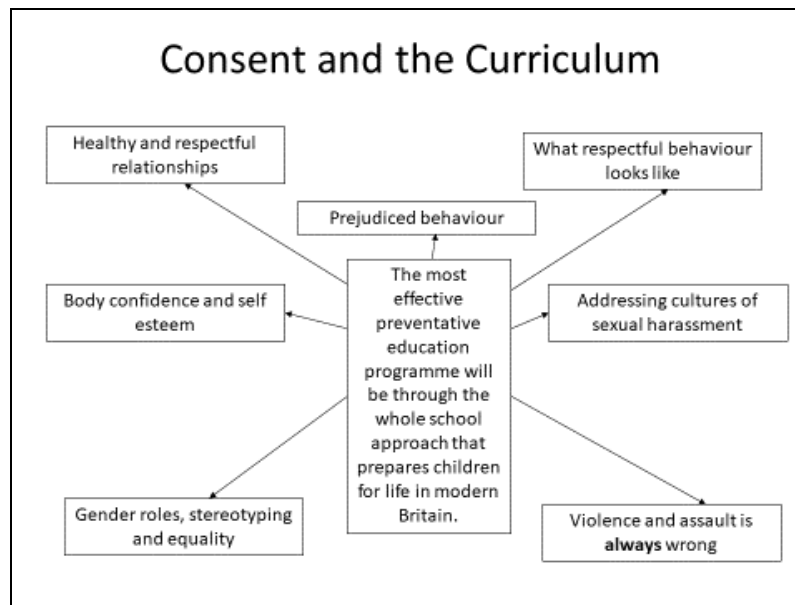 Consent and the Curriculum
Healthy and respectful
relationships
What respectful behaviour
looks like
Prejudiced behaviour
Body confidence and self
esteem
The most
effective
preventative
education
programme will
be through the
whole school
approach that
prepares children
for life in modern
Britain.
Addressing cultures of
sexual harassment
Gender roles, stereotyping
and equality
Violence and assault is
always wrong